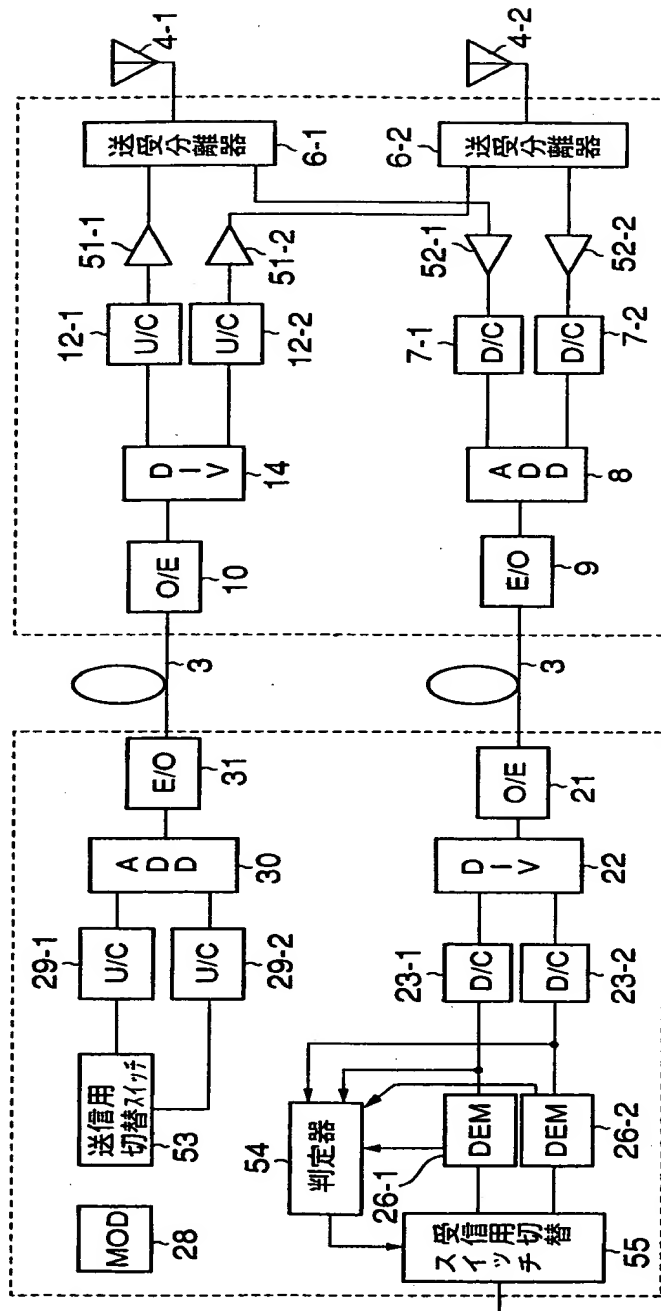 MOD
28
送信用
切替スイッチ
53
29-1
U/C
U/C
29-2
ADD
30
E/O
31
3
O/E
10
DIV
14
12-1
U/C
U/C
12-2
51-1
51-2
送受分離器
6-1
4-1
受信用切替
スイッチ
55
54
判定器
26-1
DEM
DEM
26-2
23-1
D/C
D/C
23-2
DIV
22
O/E
21
3
E/O
9
ADD
8
7-1
D/C
D/C
7-2
52-1
52-2
6-2
送受分離器
4-2